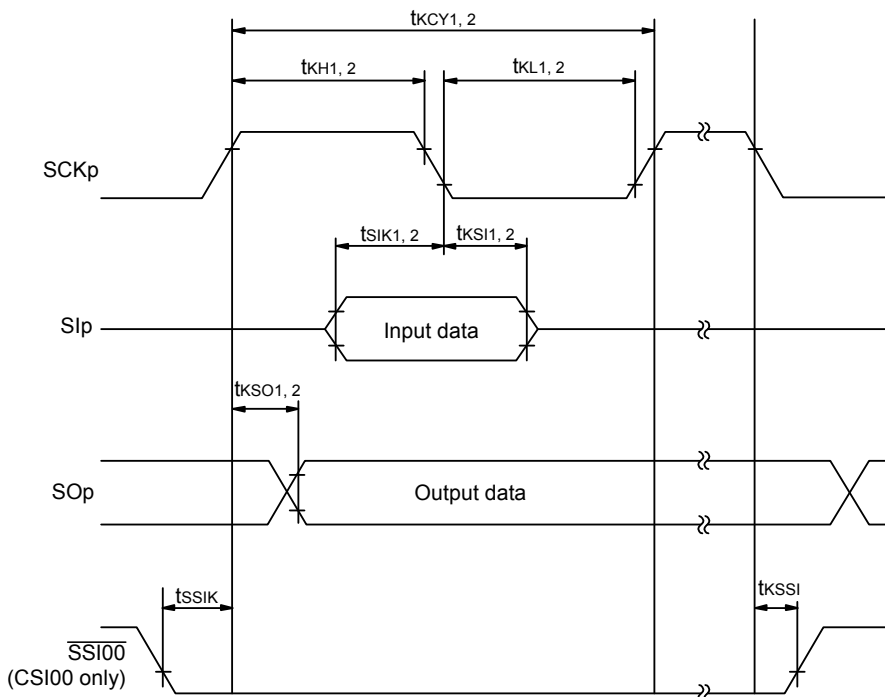 tKCY1, 2
tKH1, 2
tKL1, 2
SCKp
tSIK1, 2
tKSI1, 2
SIp
Input data
tKSO1, 2
SOp
Output data
tSSIK
tKSSI
SSI00
(CSI00 only)